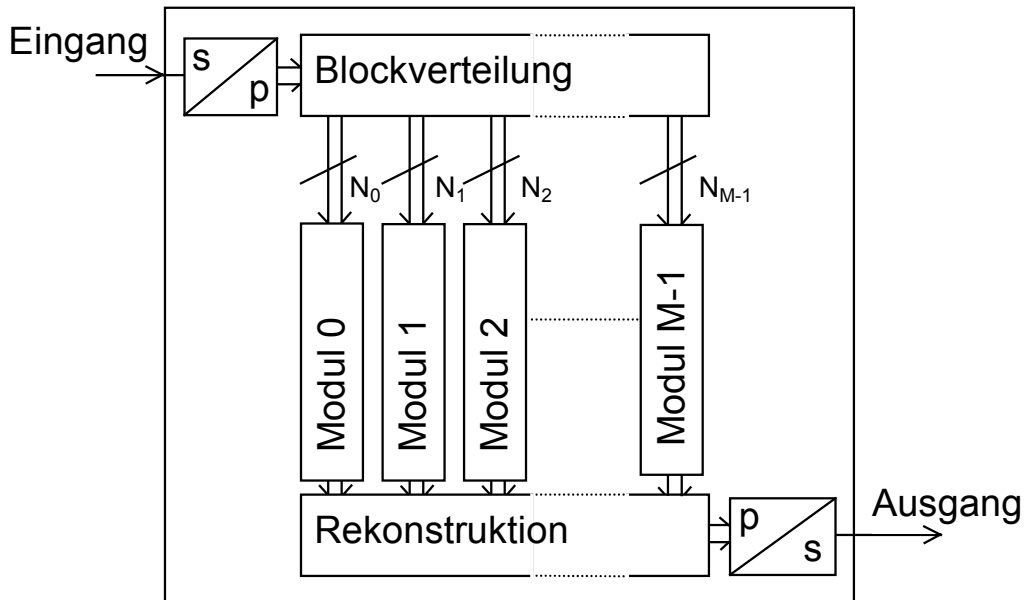 Eingang
s
p
Blockverteilung
N0
N1
N2
NM-1
Modul 0
Modul 1
Modul 2
Modul M-1
Rekonstruktion
p
s
Ausgang